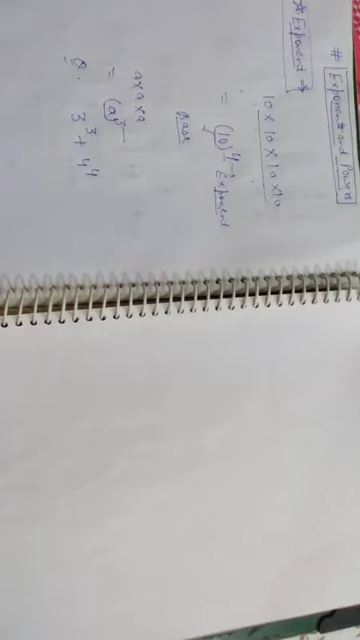 # Exponents and Powers
* Exponent →
10 × 10 × 10 × 10
= (10)⁴ → Exponent
Base
a × a × a
= (a)³
Q. 3³ + 4⁴